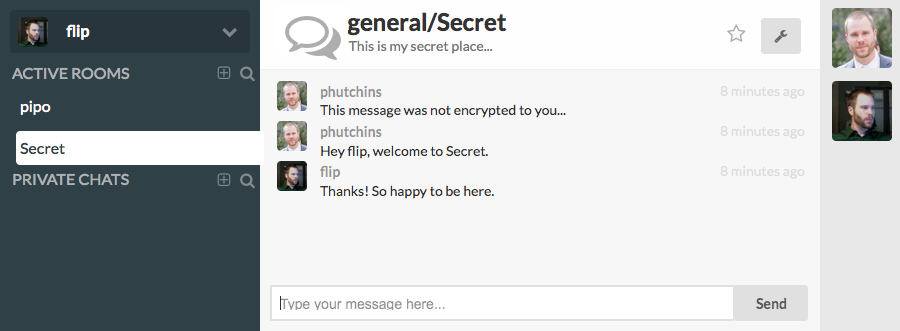 flip
ACTIVE ROOMS
pipo
Secret
PRIVATE CHATS
general/Secret
This is my secret place...
phutchins 8 minutes ago
This message was not encrypted to you...
phutchins 8 minutes ago
Hey flip, welcome to Secret.
flip 8 minutes ago
Thanks! So happy to be here.
Type your message here...
Send